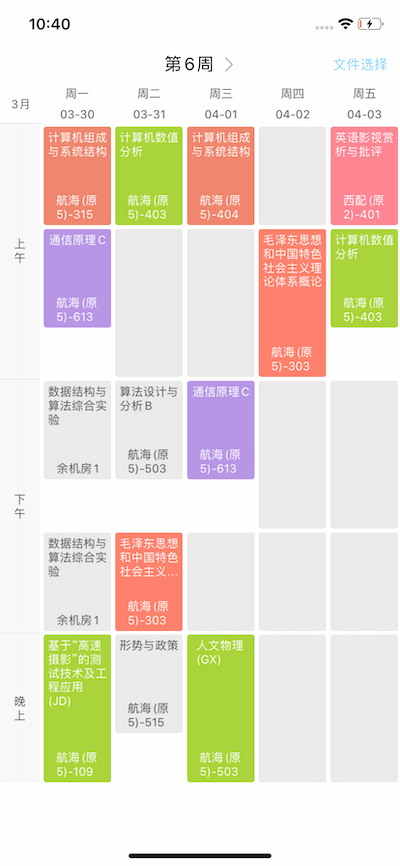 10:40
第6周
文件选择
3月
周一
周二
周三
周四
周五
03-30
03-31
04-01
04-02
04-03
上
午
计算机组成
与系统结构
航海(原
5)-315
计算机数值
分析
航海(原
5)-403
计算机组成
与系统结构
航海(原
5)-404
英语影视赏
析与批评
西配(原
2)-401
通信原理C
航海(原
5)-613
毛泽东思想
和中国特色
社会主义理
论体系概论
航海(原
5)-303
计算机数值
分析
航海(原
5)-403
下
午
数据结构与
算法综合实
验
余机房1
算法设计与
分析B
航海(原
5)-503
通信原理C
航海(原
5)-613
数据结构与
算法综合实
验
余机房1
毛泽东思想
和中国特色
社会主义...
航海(原
5)-303
晚
上
基于“高速
摄影”的测
试技术及工
程应用
(JD)
航海(原
5)-109
形势与政策
航海(原
5)-515
人文物理
(GX)
航海(原
5)-503